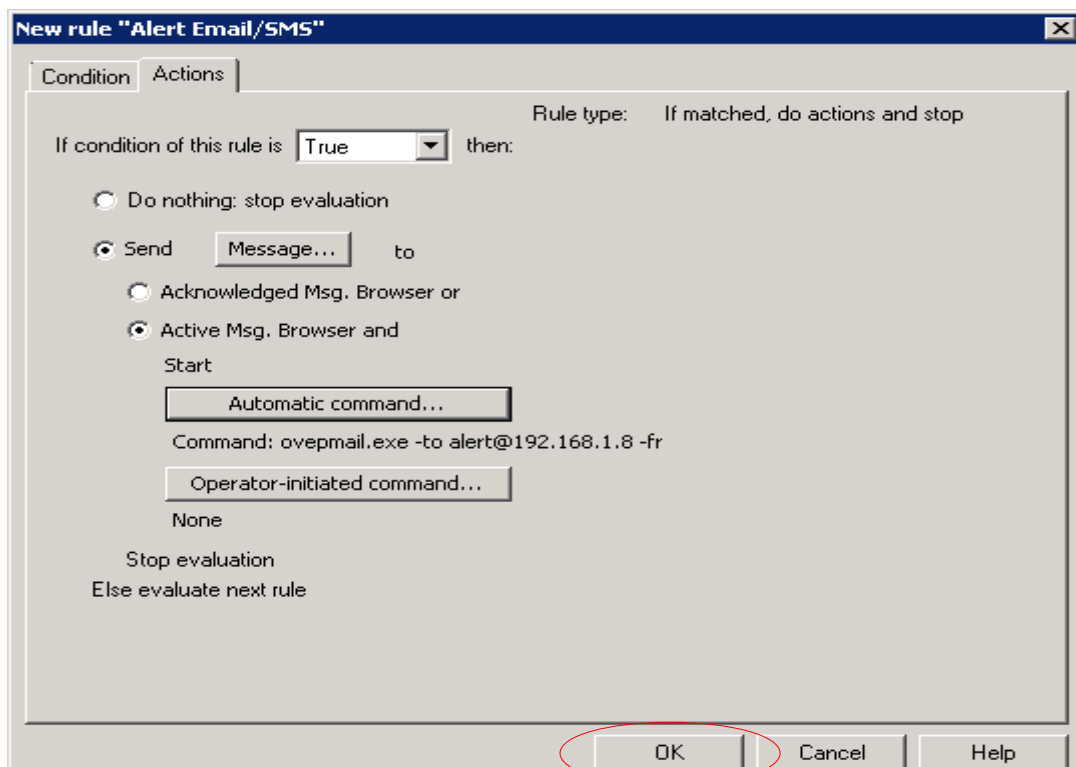 New rule "Alert Email/SMS"
Condition
Actions
Rule type: If matched, do actions and stop
If condition of this rule is True then:
Do nothing: stop evaluation
Send Message... to
Acknowledged Msg. Browser or
Active Msg. Browser and
Start
Automatic command...
Command: ovepmail.exe -to alert@192.168.1.8 -fr
Operator-initiated command...
None
Stop evaluation
Else evaluate next rule
OK Cancel Help